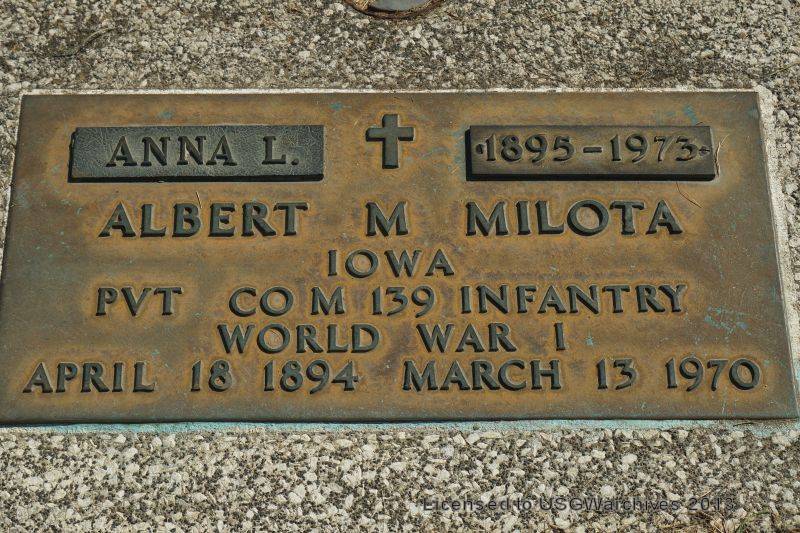 ANNA L. 1895-1973
ALBERT M MILOTA
IOWA
PVT CO M 139 INFANTRY
WORLD WAR I
APRIL 18 1894 MARCH 13 1970
Licensed to USGWarchives 2013